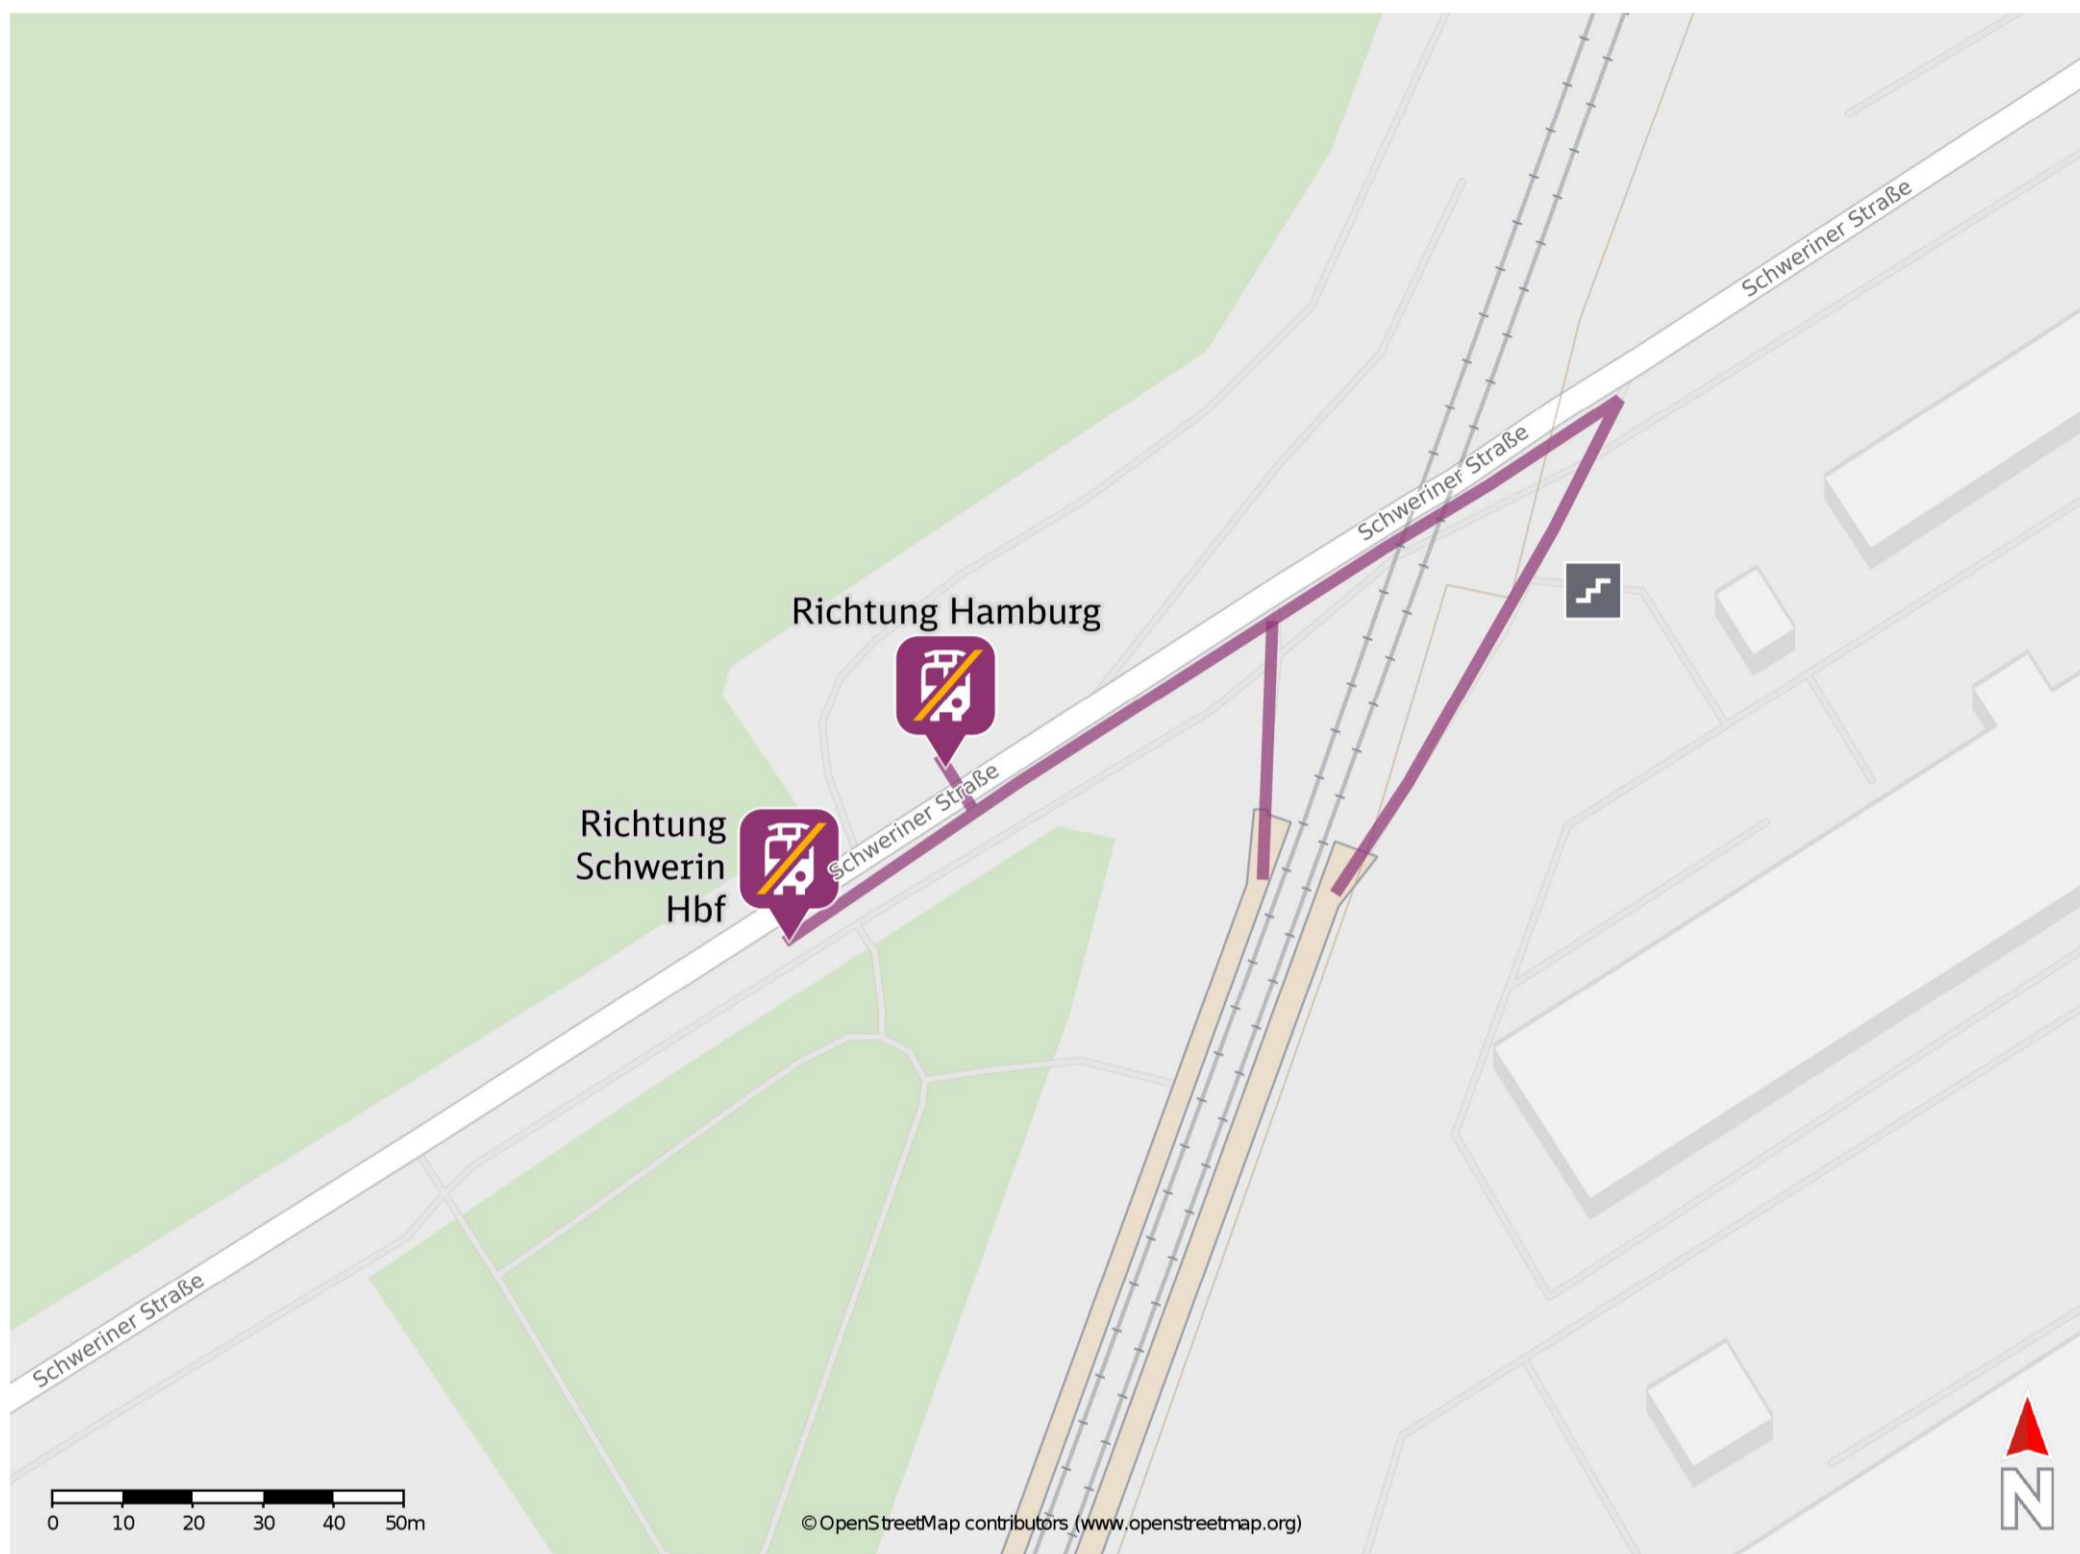 Schweriner Straße
Schweriner Straße
Richtung Hamburg
Schweriner Straße
Richtung
Schwerin
Hbf
Schweriner Straße
0 10 20 30 40 50m
© OpenStreetMap contributors (www.openstreetmap.org)
N